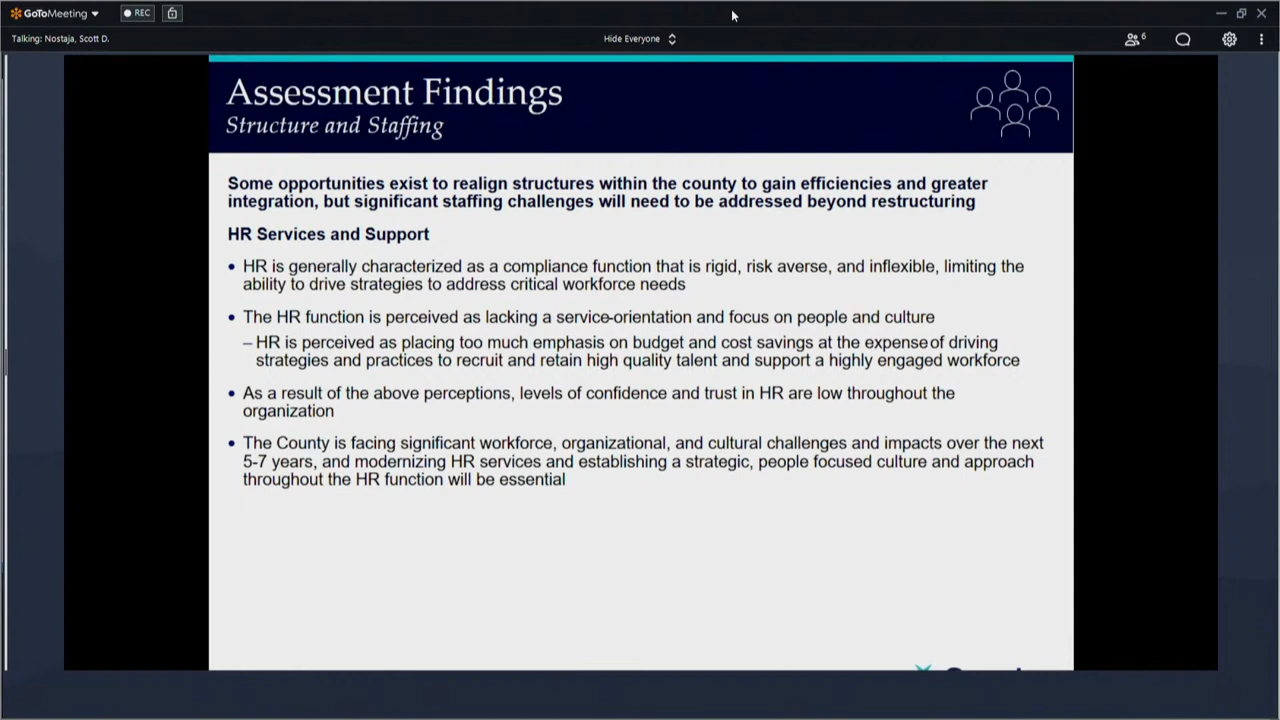 GoToMeeting
REC
Talking: Nostaja, Scott D.
Hide Everyone
6
Assessment Findings
Structure and Staffing
Some opportunities exist to realign structures within the county to gain efficiencies and greater
integration, but significant staffing challenges will need to be addressed beyond restructuring
HR Services and Support
• HR is generally characterized as a compliance function that is rigid, risk averse, and inflexible, limiting the
ability to drive strategies to address critical workforce needs
• The HR function is perceived as lacking a service-orientation and focus on people and culture
– HR is perceived as placing too much emphasis on budget and cost savings at the expense of driving
strategies and practices to recruit and retain high quality talent and support a highly engaged workforce
• As a result of the above perceptions, levels of confidence and trust in HR are low throughout the
organization
• The County is facing significant workforce, organizational, and cultural challenges and impacts over the next
5-7 years, and modernizing HR services and establishing a strategic, people focused culture and approach
throughout the HR function will be essential